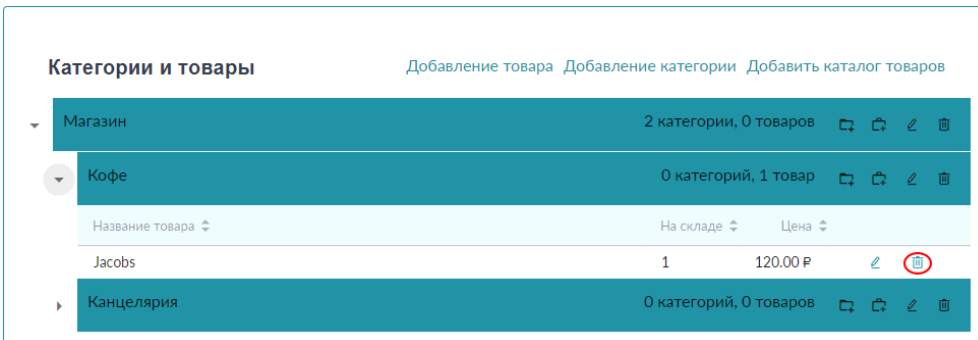 Категории и товары Добавление товара Добавление категории Добавить каталог товаров
Магазин 2 категории, 0 товаров
Кофе 0 категорий, 1 товар
Название товара На складе Цена
Jacobs 1 120.00 ₽
Канцелярия 0 категорий, 0 товаров